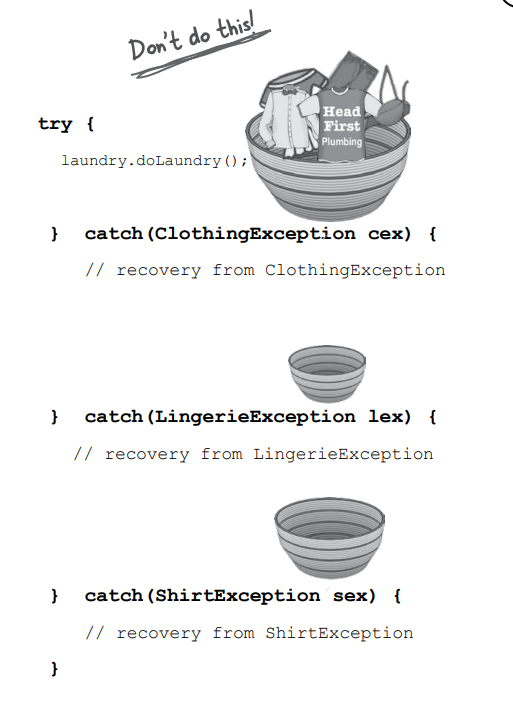 Don't do this!
try {
Head
First
Plumbing
laundry.doLaundry();
} catch(ClothingException cex) {
// recovery from ClothingException
} catch(LingerieException lex) {
// recovery from LingerieException
} catch(ShirtException sex) {
// recovery from ShirtException
}